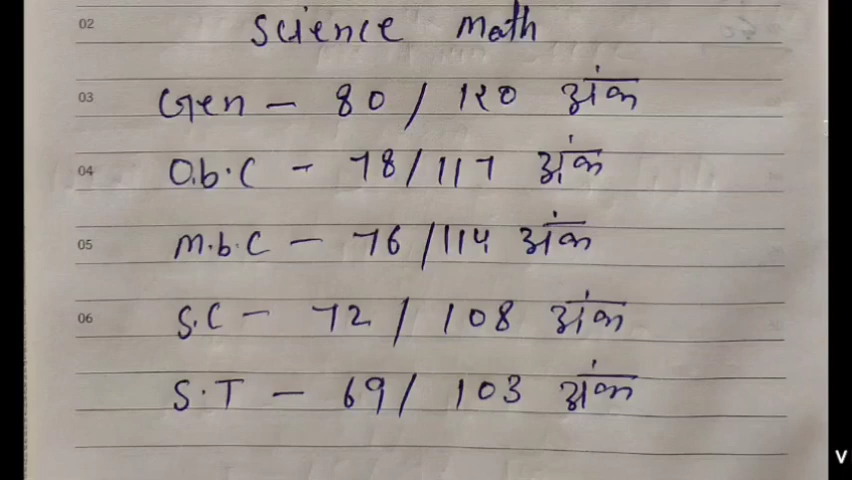 02 Science Math
03 Gen - 80 / 120 अंक
04 O.b.C - 78/117 अंक
05 m.b.C - 76/114 अंक
06 S.C - 72 / 108 अंक
S.T - 69/ 103 अंक
V